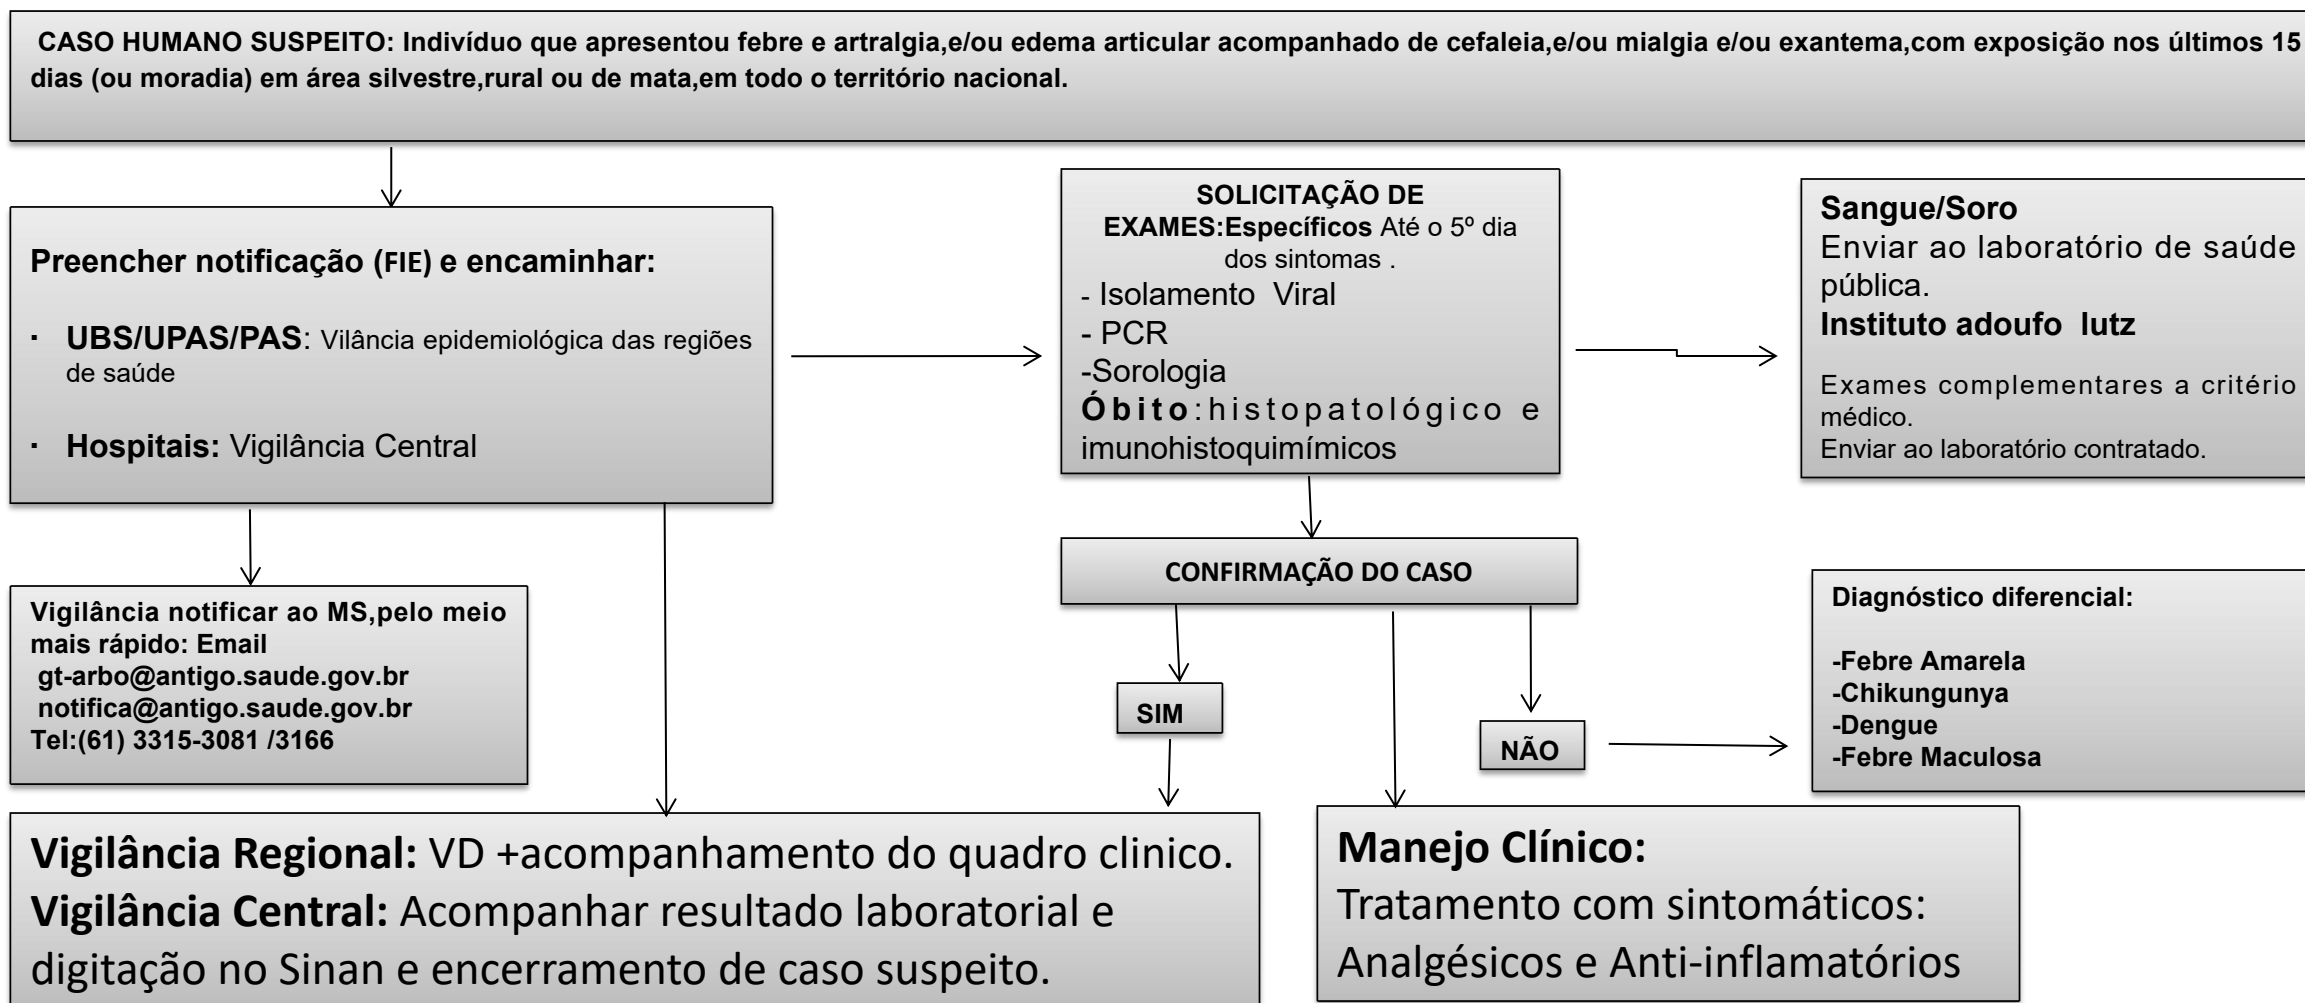 CASO HUMANO SUSPEITO: Indivíduo que apresentou febre e artralgia,e/ou edema articular acompanhado de cefaleia,e/ou mialgia e/ou exantema,com exposição nos últimos 15
dias (ou moradia) em área silvestre,rural ou de mata,em todo o território nacional.
Preencher notificação (FIE) e encaminhar:
· UBS/UPAS/PAS: Vilância epidemiológica das regiões
de saúde
· Hospitais: Vigilância Central
SOLICITAÇÃO DE
EXAMES:Específicos Até o 5º dia
dos sintomas .
- Isolamento Viral
- PCR
-Sorologia
Óbito:histopatológico e
imunohistoquimímicos
Sangue/Soro
Enviar ao laboratório de saúde
pública.
Instituto adoufo lutz
Exames complementares a critério
médico.
Enviar ao laboratório contratado.
CONFIRMAÇÃO DO CASO
Vigilância notificar ao MS,pelo meio
mais rápido: Email
gt-arbo@antigo.saude.gov.br
notifica@antigo.saude.gov.br
Tel:(61) 3315-3081 /3166
SIM
NÃO
Diagnóstico diferencial:
-Febre Amarela
-Chikungunya
-Dengue
-Febre Maculosa
Vigilância Regional: VD +acompanhamento do quadro clinico.
Vigilância Central: Acompanhar resultado laboratorial e
digitação no Sinan e encerramento de caso suspeito.
Manejo Clínico:
Tratamento com sintomáticos:
Analgésicos e Anti-inflamatórios